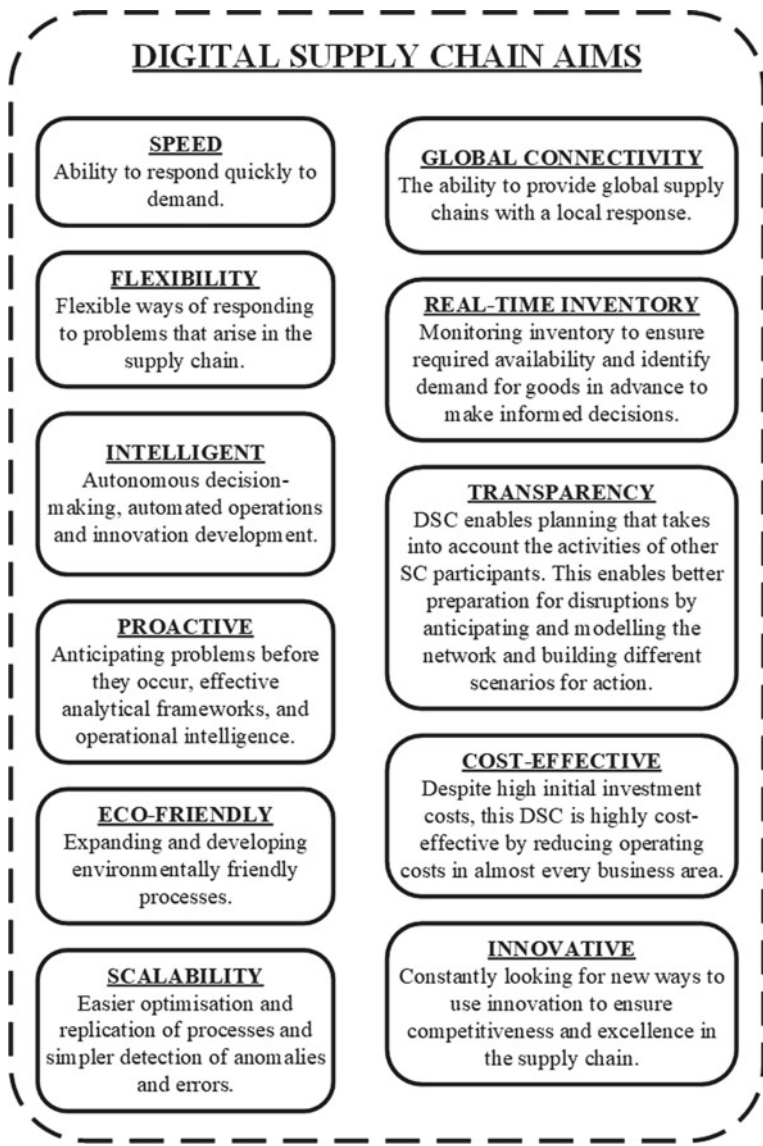 DIGITAL SUPPLY CHAIN AIMS
SPEED
Ability to respond quickly to
demand.
FLEXIBILITY
Flexible ways of responding
to problems that arise in the
supply chain.
INTELLIGENT
Autonomous decision-
making, automated operations
and innovation development.
PROACTIVE
Anticipating problems before
they occur, effective
analytical frameworks, and
operational intelligence.
ECO-FRIENDLY
Expanding and developing
environmentally friendly
processes.
SCALABILITY
Easier optimisation and
replication of processes and
simpler detection of anomalies
and errors.
GLOBAL CONNECTIVITY
The ability to provide global supply
chains with a local response.
REAL-TIME INVENTORY
Monitoring inventory to ensure
required availability and identify
demand for goods in advance to
make informed decisions.
TRANSPARENCY
DSC enables planning that takes
into account the activities of other
SC participants. This enables better
preparation for disruptions by
anticipating and modelling the
network and building different
scenarios for action.
COST-EFFECTIVE
Despite high initial investment
costs, this DSC is highly cost-
effective by reducing operating
costs in almost every business area.
INNOVATIVE
Constantly looking for new ways to
use innovation to ensure
competitiveness and excellence in
the supply chain.